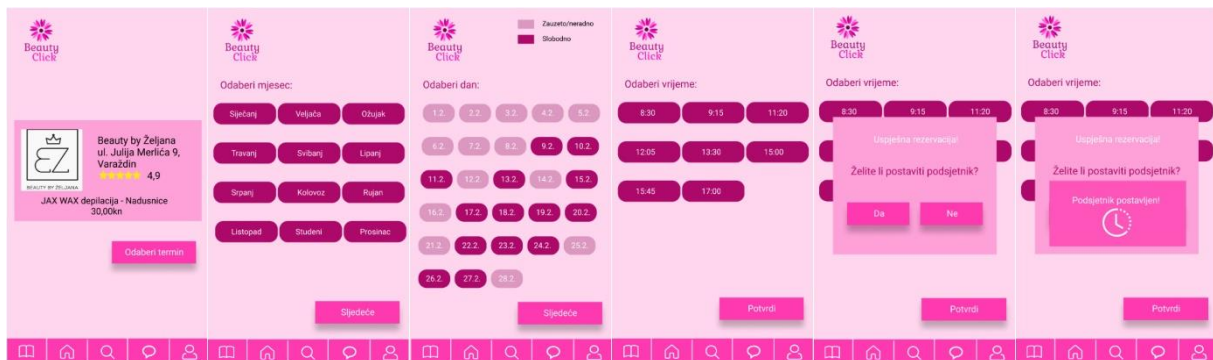 Beauty
Click
EZ
BEAUTY BY ŽELJANA
Beauty by Željana
ul. Julija Merlića 9,
Varaždin
4,9
JAX WAX depilacija - Nadusnice
30,00kn
Odaberi termin
Beauty
Click
Odaberi mjesec:
Siječanj Veljača Ožujak
Travanj Svibanj Lipanj
Srpanj Kolovoz Rujan
Listopad Studeni Prosinac
Sljedeće
Beauty
Click
Zauzeto/neradno
Slobodno
Odaberi dan:
1.2. 2.2. 3.2. 4.2. 5.2.
6.2. 7.2. 8.2. 9.2. 10.2.
11.2. 12.2. 13.2. 14.2. 15.2.
16.2. 17.2. 18.2. 19.2. 20.2.
21.2. 22.2. 23.2. 24.2. 25.2.
26.2. 27.2. 28.2.
Sljedeće
Beauty
Click
Odaberi vrijeme:
8:30 9:15 11:20
12:05 13:30 15:00
15:45 17:00
Potvrdi
Beauty
Click
Odaberi vrijeme:
8:30 9:15 11:20
Uspješna rezervacija!
Želite li postaviti podsjetnik?
Da Ne
Potvrdi
Beauty
Click
Odaberi vrijeme:
8:30 9:15 11:20
Uspješna rezervacija!
Želite li postaviti podsjetnik?
Podsjetnik postavljen!
Potvrdi